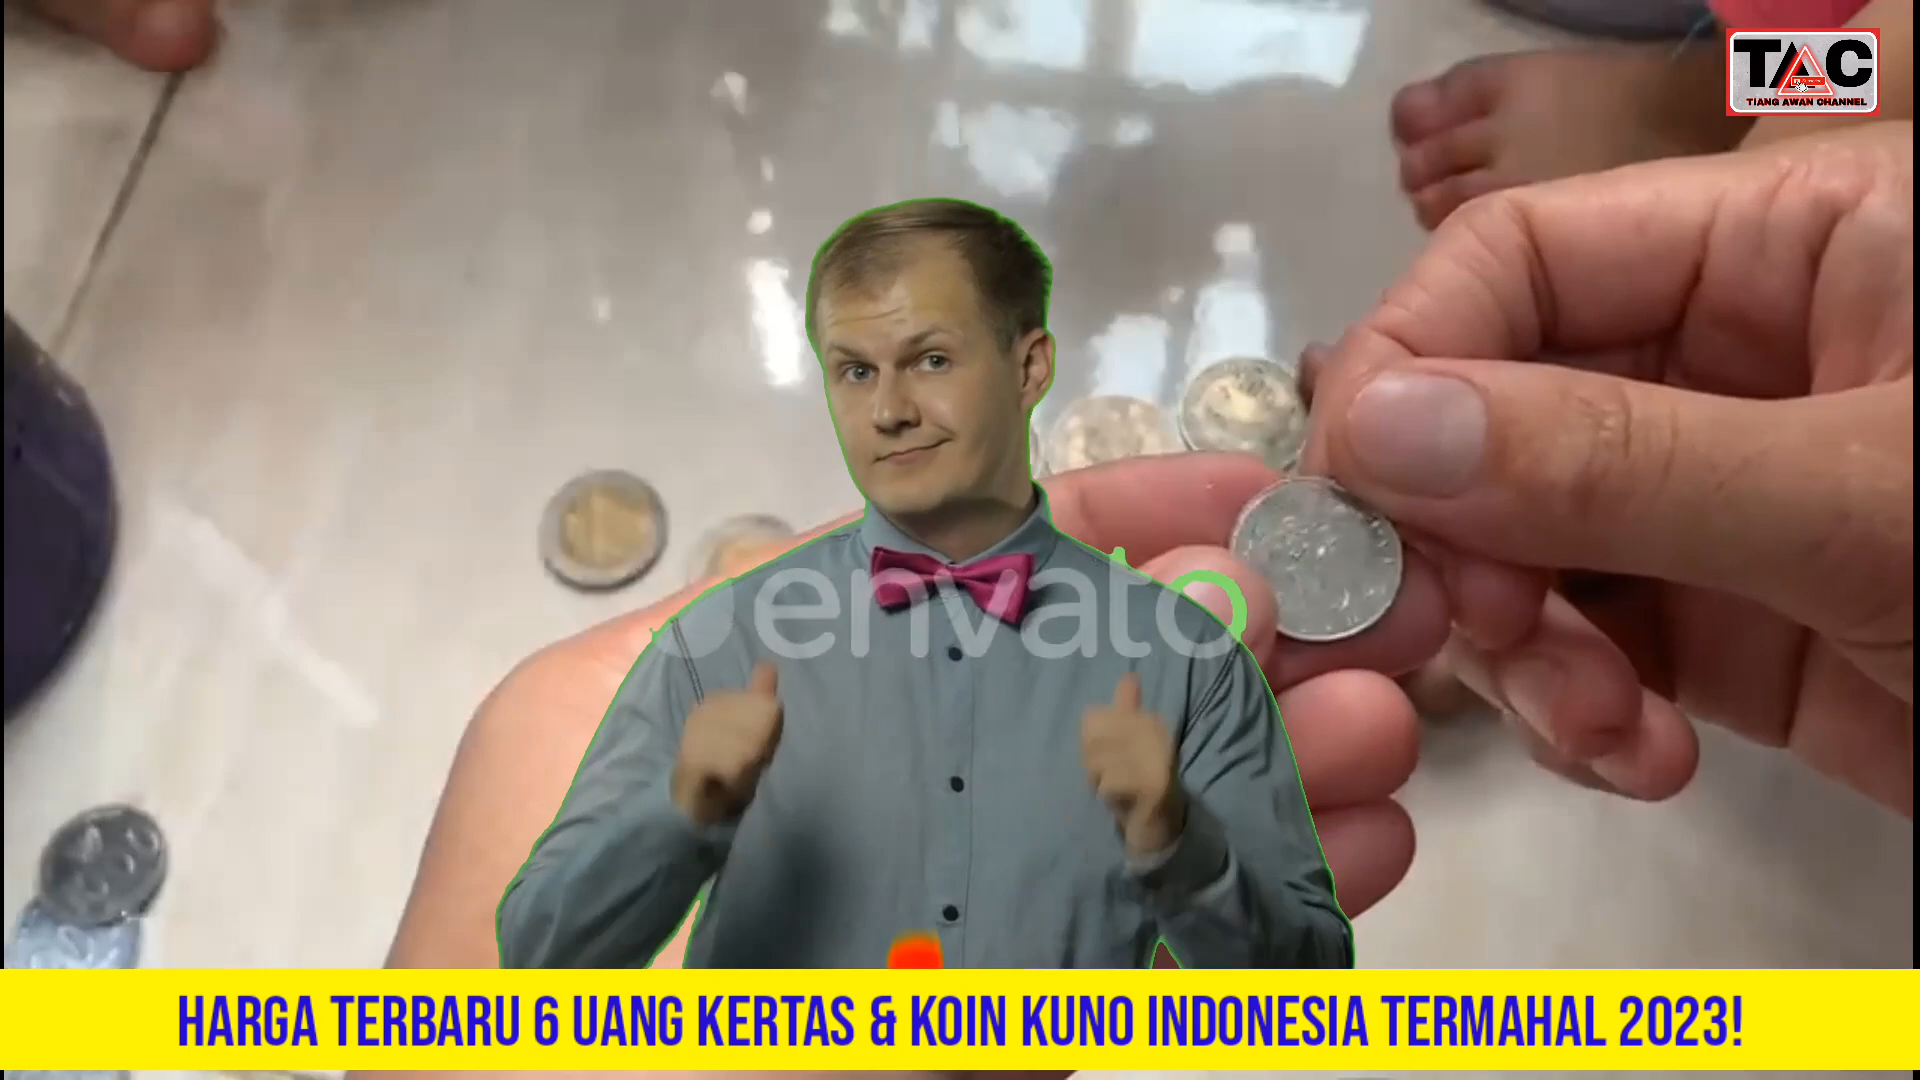 TAC
TIANG AWAN CHANNEL
envato
HARGA TERBARU 6 UANG KERTAS & KOIN KUNO INDONESIA TERMAHAL 2023!